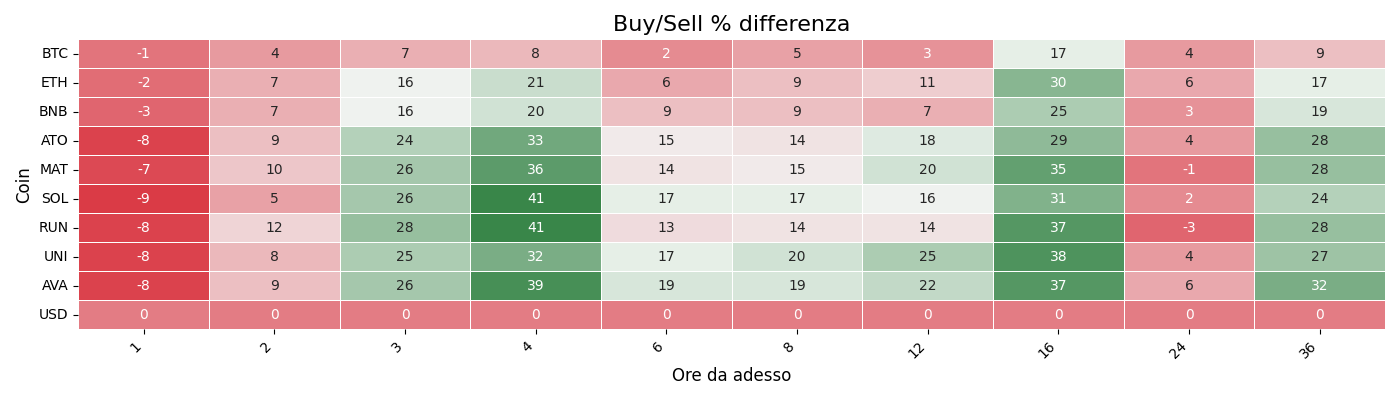 Buy/Sell % differenza
BTC -1 4 7 8 2 5 3 17 4 9
ETH -2 7 16 21 6 9 11 30 6 17
BNB -3 7 16 20 9 9 7 25 3 19
ATO -8 9 24 33 15 14 18 29 4 28
MAT -7 10 26 36 14 15 20 35 -1 28
SOL -9 5 26 41 17 17 16 31 2 24
RUN -8 12 28 41 13 14 14 37 -3 28
UNI -8 8 25 32 17 20 25 38 4 27
AVA -8 9 26 39 19 19 22 37 6 32
USD 0 0 0 0 0 0 0 0 0 0
Coin
1 2 3 4 6 8 12 16 24 36
Ore da adesso